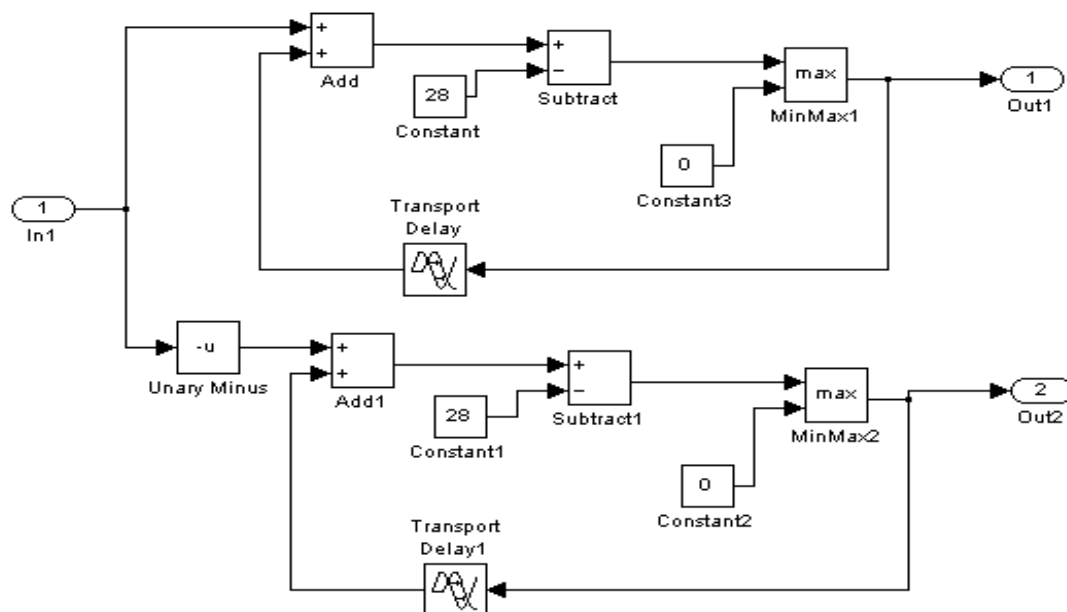 +
+
Add
28
Constant
+
−
Subtract
max
MinMax1
0
Constant3
1
Out1
1
In1
Transport
Delay
-u
Unary Minus
+
+
Add1
28
Constant1
+
−
Subtract1
max
MinMax2
0
Constant2
2
Out2
Transport
Delay1